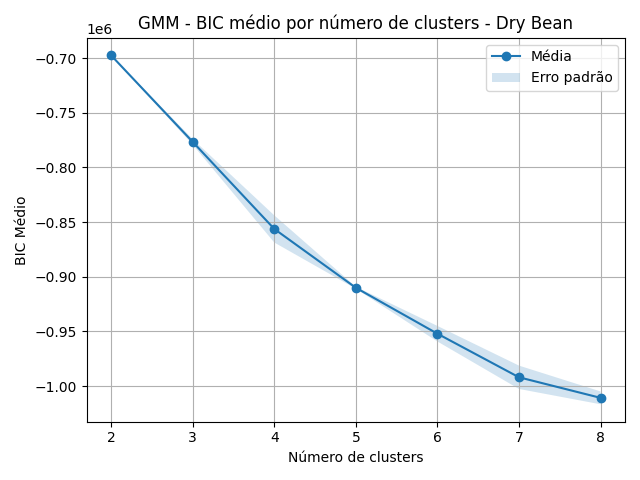 GMM - BIC médio por número de clusters - Dry Bean
1e6
Média
Erro padrão
−0.70
−0.75
−0.80
−0.85
−0.90
−0.95
−1.00
BIC Médio
2 3 4 5 6 7 8
Número de clusters